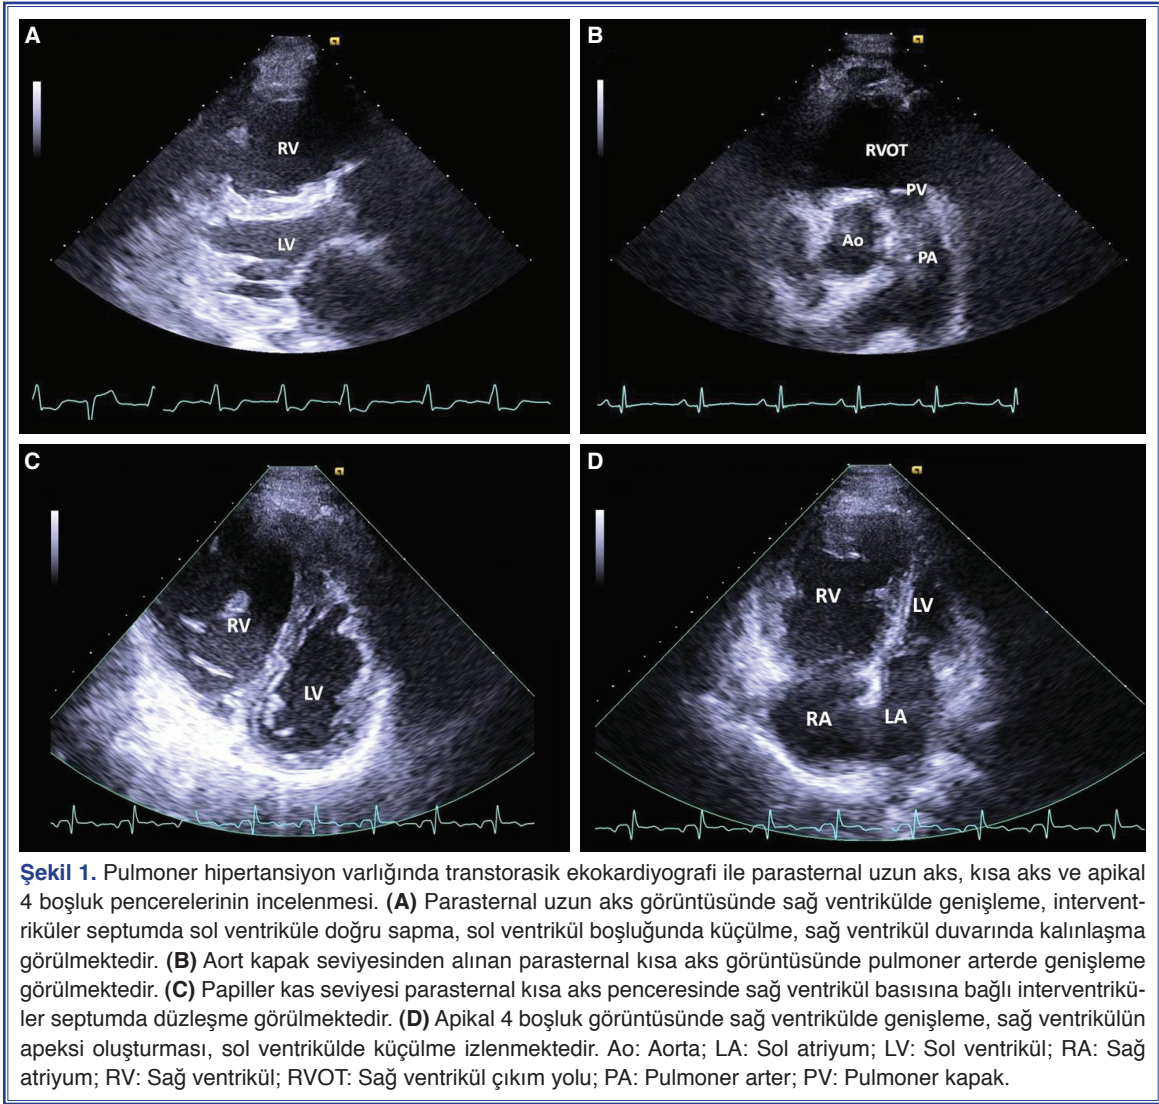 A
RV
LV
B
RVOT
PV
Ao
PA
C
RV
LV
D
RV
LV
RA
LA
Şekil 1. Pulmoner hipertansiyon varlığında transtorasik ekokardiyografi ile parasternal uzun aks, kısa aks ve apikal
4 boşluk pencerelerinin incelenmesi. (A) Parasternal uzun aks görüntüsünde sağ ventrikülde genişleme, intervent-
riküler septumda sol ventriküle doğru sapma, sol ventrikül boşluğunda küçülme, sağ ventrikül duvarında kalınlaşma
görülmektedir. (B) Aort kapak seviyesinden alınan parasternal kısa aks görüntüsünde pulmoner arterde genişleme
görülmektedir. (C) Papiller kas seviyesi parasternal kısa aks penceresinde sağ ventrikül basısına bağlı interventrikü-
ler septumda düzleşme görülmektedir. (D) Apikal 4 boşluk görüntüsünde sağ ventrikülde genişleme, sağ ventrikülün
apeksi oluşturması, sol ventrikülde küçülme izlenmektedir. Ao: Aorta; LA: Sol atriyum; LV: Sol ventrikül; RA: Sağ
atriyum; RV: Sağ ventrikül; RVOT: Sağ ventrikül çıkım yolu; PA: Pulmoner arter; PV: Pulmoner kapak.